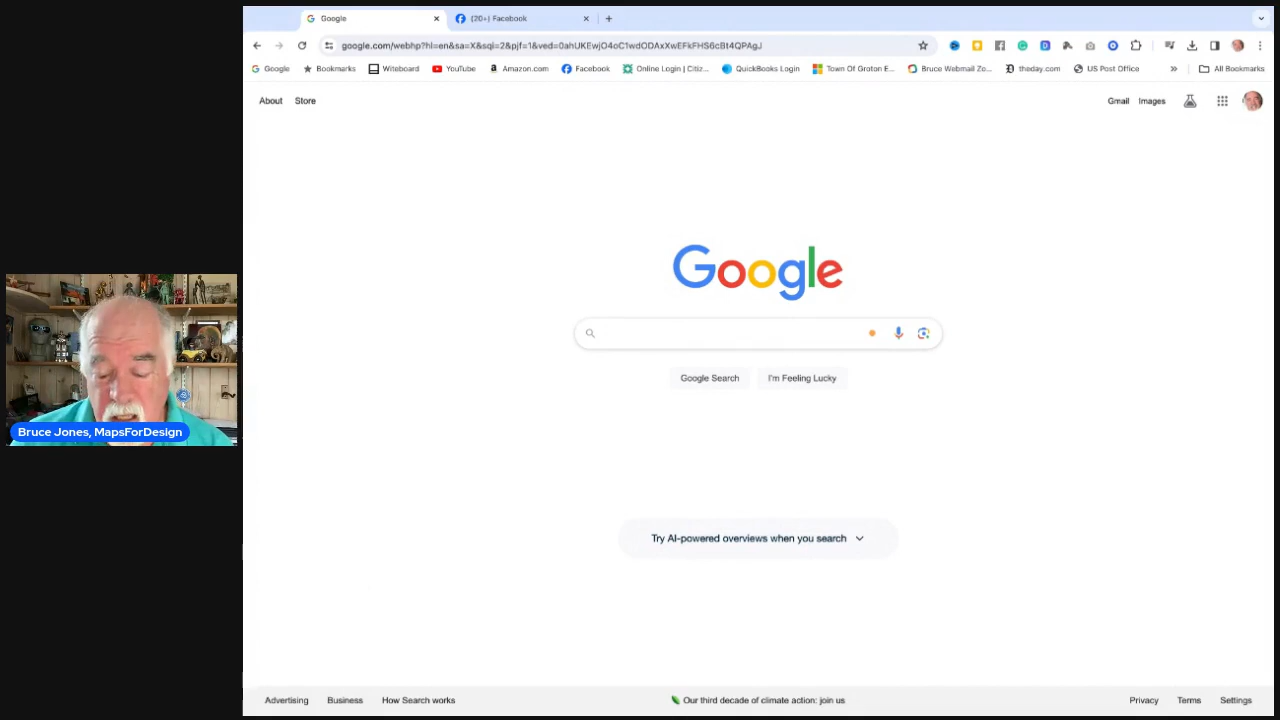 Google
(20+) Facebook
google.com/webhp?hl=en&sa=X&sqi=2&pjf=1&ved=0ahUKEwjO4oC1wdODAxXwEFkFHS6cBt4QPAgJ
Google
Bookmarks
Witeboard
YouTube
Amazon.com
Facebook
Online Login | Citiz...
QuickBooks Login
Town Of Groton E...
Bruce Webmail Zo...
theday.com
US Post Office
»
All Bookmarks
About
Store
Gmail
Images
Google
Google Search
I'm Feeling Lucky
Bruce Jones, MapsForDesign
Try AI-powered overviews when you search
Advertising
Business
How Search works
Our third decade of climate action: join us
Privacy
Terms
Settings